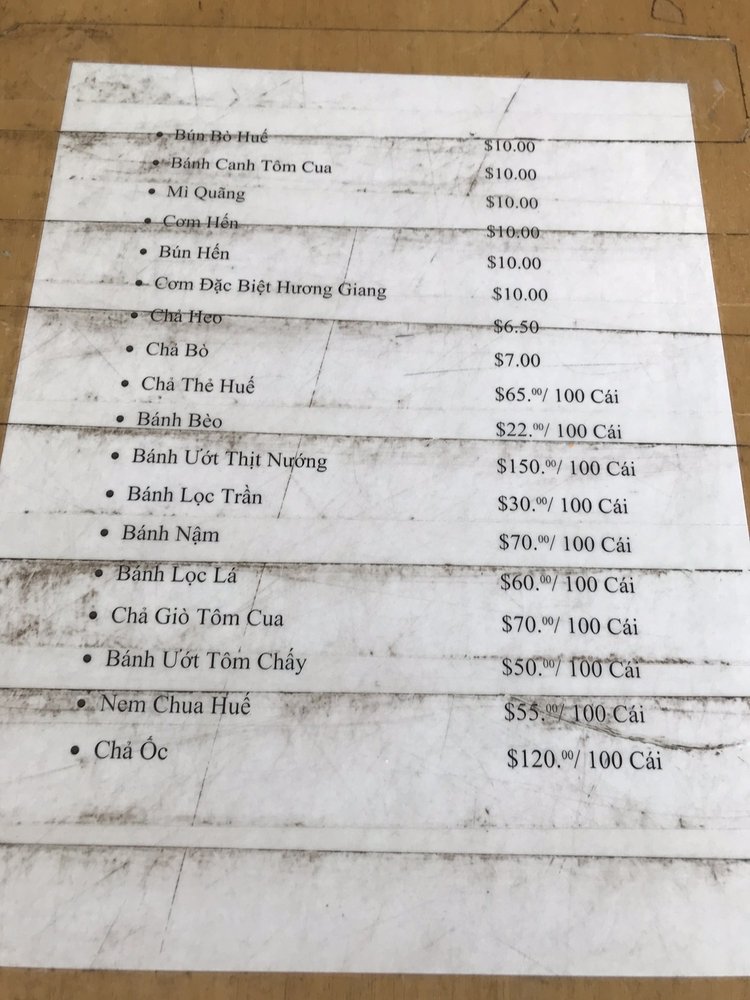 • Bún Bò Huế $10.00
• Bánh Canh Tôm Cua $10.00
• Mì Quãng $10.00
• Cơm Hến $10.00
• Bún Hến $10.00
• Cơm Đặc Biệt Hương Giang $10.00
• Chả Heo $6.50
• Chả Bò $7.00
• Chả Thẻ Huế $65.00/ 100 Cái
• Bánh Bèo $22.00/ 100 Cái
• Bánh Ướt Thịt Nướng $150.00/ 100 Cái
• Bánh Lọc Trần $30.00/ 100 Cái
• Bánh Nậm $70.00/ 100 Cái
• Bánh Lọc Lá $60.00/ 100 Cái
• Chả Giò Tôm Cua $70.00/ 100 Cái
• Bánh Ướt Tôm Chấy $50.00/ 100 Cái
• Nem Chua Huế $55.00/ 100 Cái
• Chả Ốc $120.00/ 100 Cái